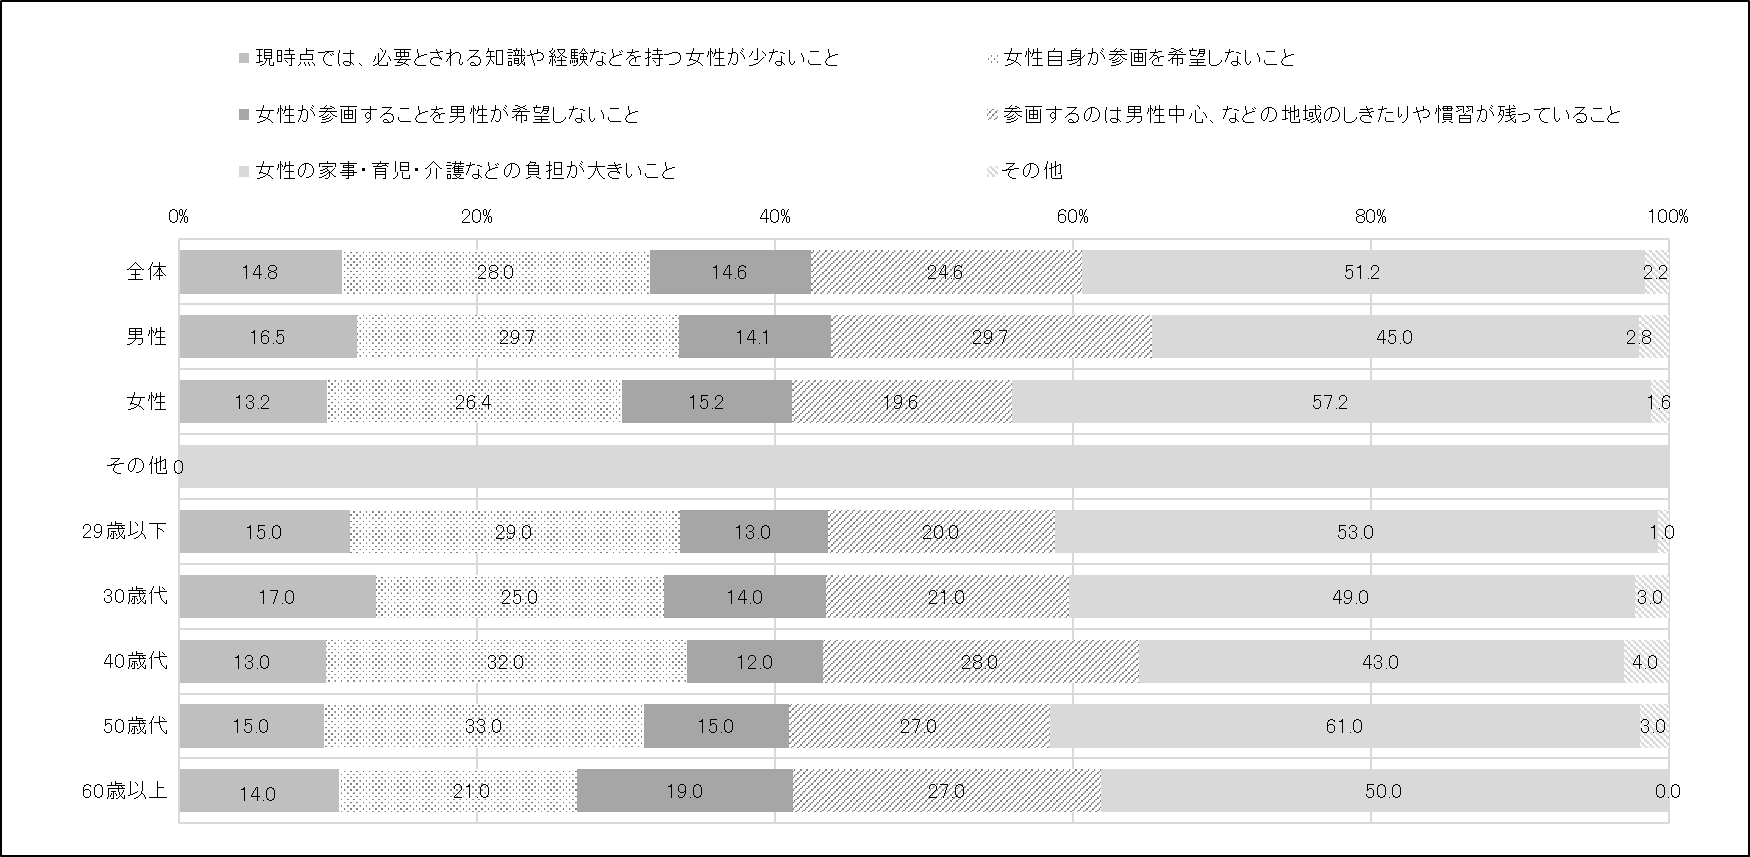 現時点では、必要とされる知識や経験などを持つ女性が少ないこと
女性自身が参画を希望しないこと
女性が参画することを男性が希望しないこと
参画するのは男性中心、などの地域のしきたりや慣習が残っていること
女性の家事・育児・介護などの負担が大きいこと
その他
0% 20% 40% 60% 80% 100%
全体 14.8 28.0 14.6 24.6 51.2 2.2
男性 16.5 29.7 14.1 29.7 45.0 2.8
女性 13.2 26.4 15.2 19.6 57.2 1.6
その他 0
29歳以下 15.0 29.0 13.0 20.0 53.0 1.0
30歳代 17.0 25.0 14.0 21.0 49.0 3.0
40歳代 13.0 32.0 12.0 28.0 43.0 4.0
50歳代 15.0 33.0 15.0 27.0 61.0 3.0
60歳以上 14.0 21.0 19.0 27.0 50.0 0.0